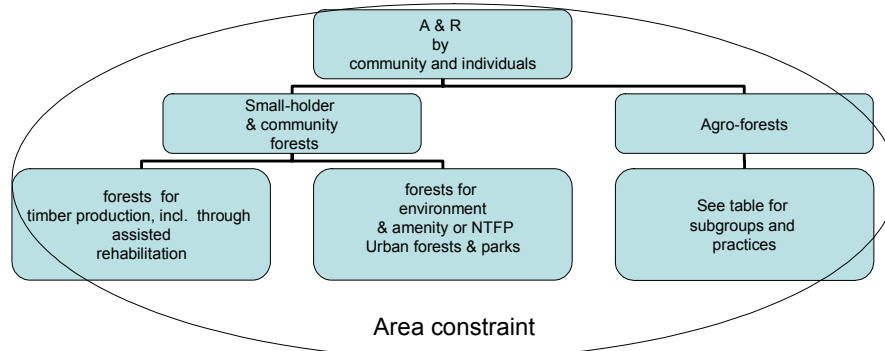 A & R
by
community and individuals
Small-holder
& community
forests
Agro-forests
forests for
timber production, incl. through
assisted
rehabilitation
forests for
environment
& amenity or NTFP
Urban forests & parks
See table for
subgroups and
practices
Area constraint